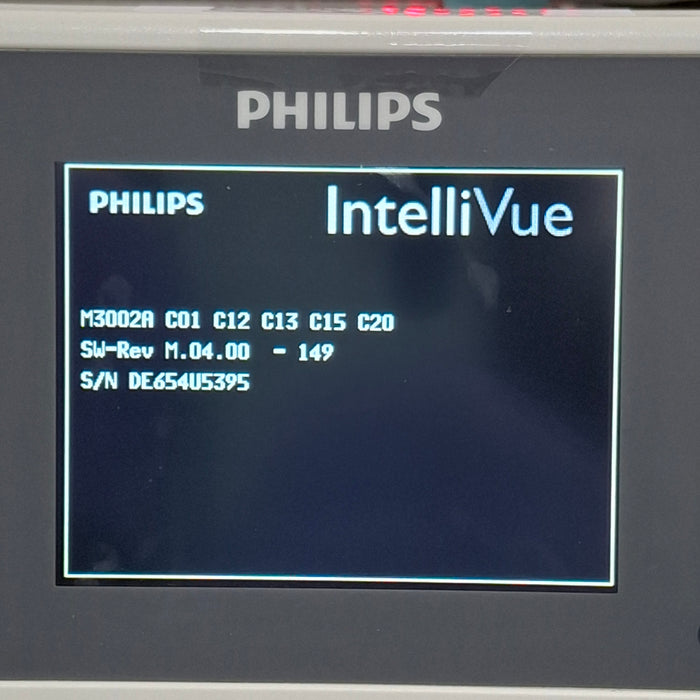 PHILIPS
PHILIPS IntelliVue
M3002A C01 C12 C13 C15 C20
SW-Rev M.04.00 - 149
S/N DE654U5395